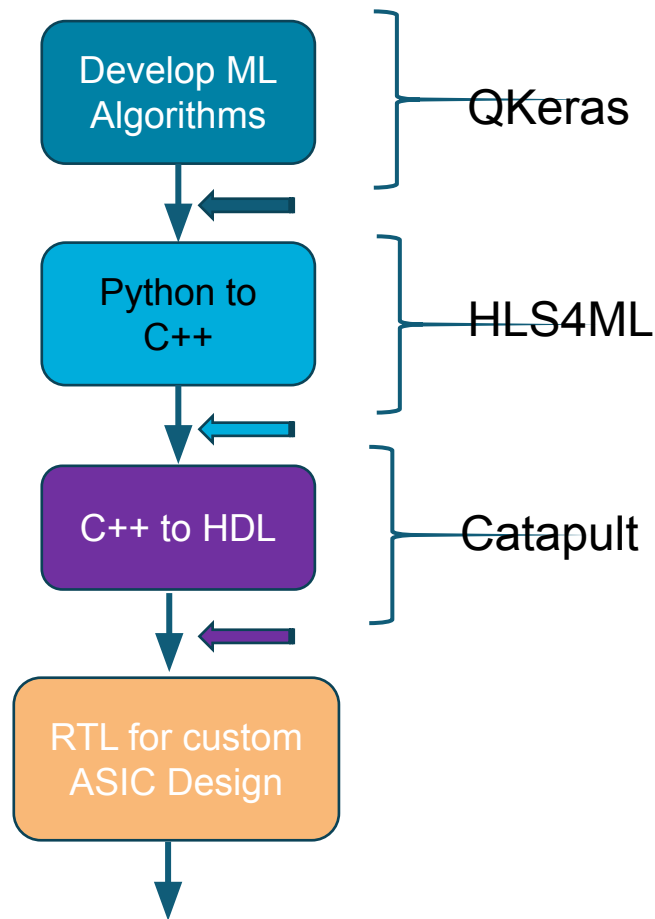 Develop ML
Algorithms
QKeras
Python to
C++
HLS4ML
C++ to HDL
Catapult
RTL for custom
ASIC Design